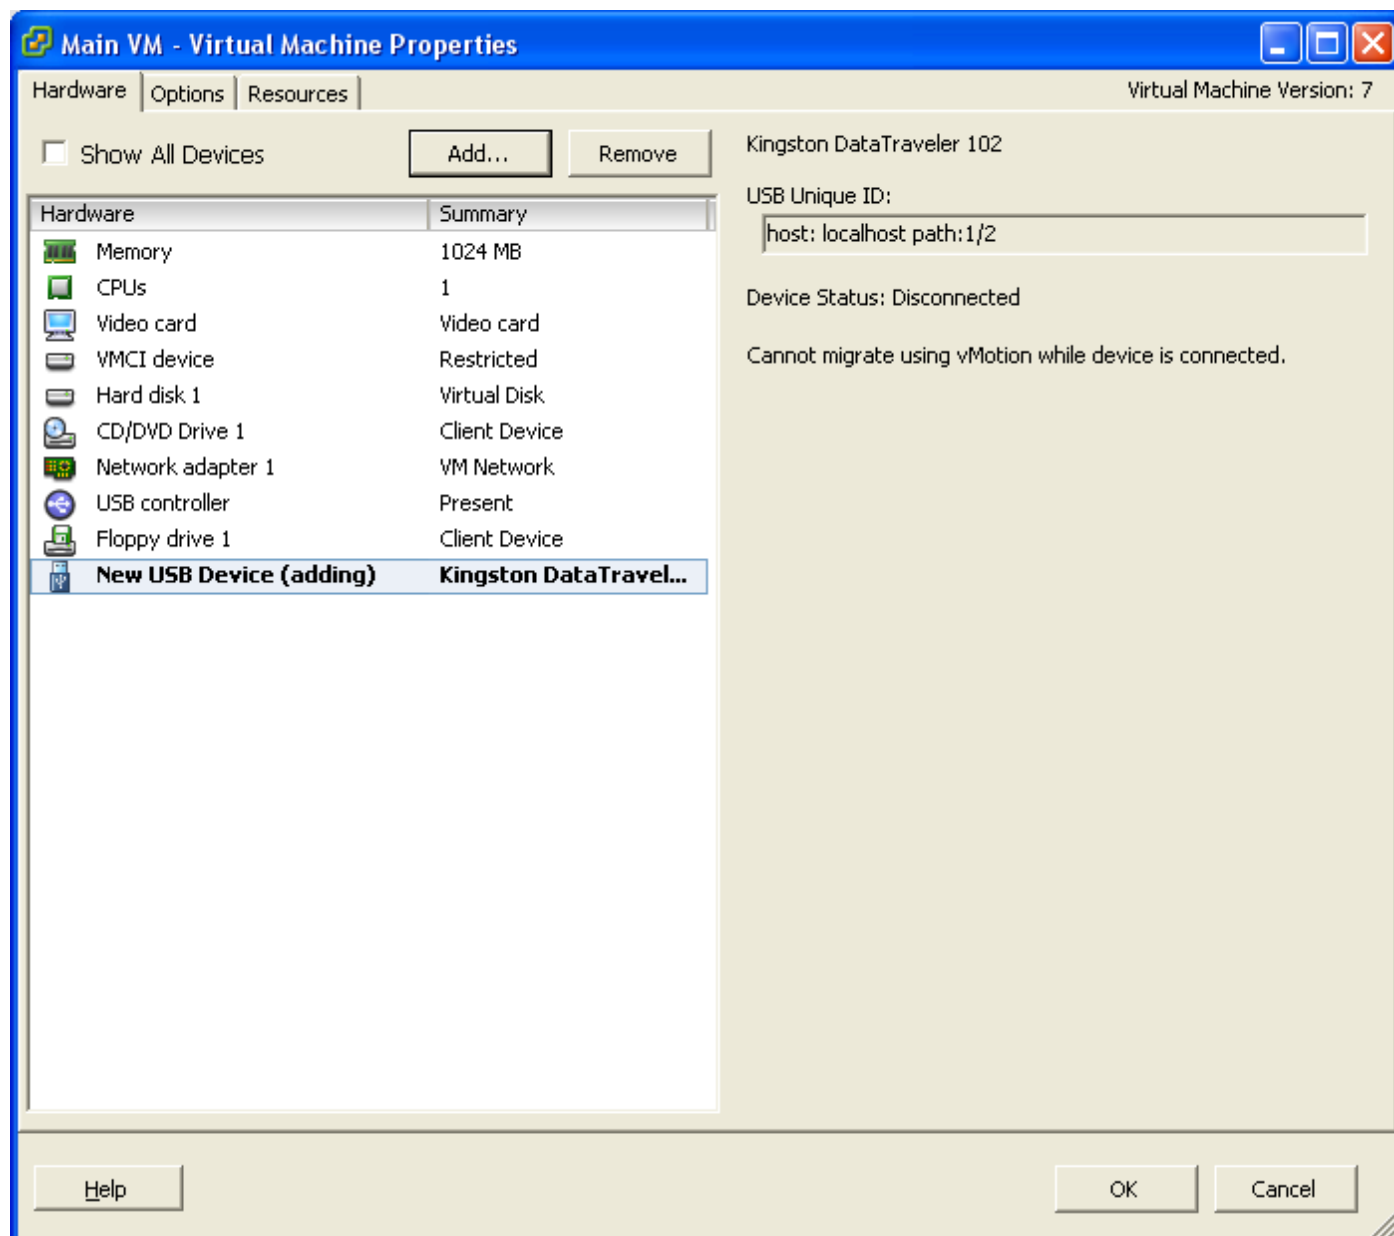 Main VM - Virtual Machine Properties
Hardware Options Resources Virtual Machine Version: 7
Show All Devices Add... Remove
Hardware Summary
Memory 1024 MB
CPUs 1
Video card Video card
VMCI device Restricted
Hard disk 1 Virtual Disk
CD/DVD Drive 1 Client Device
Network adapter 1 VM Network
USB controller Present
Floppy drive 1 Client Device
New USB Device (adding) Kingston DataTravel...
Kingston DataTraveler 102
USB Unique ID:
host: localhost path:1/2
Device Status: Disconnected
Cannot migrate using vMotion while device is connected.
Help OK Cancel